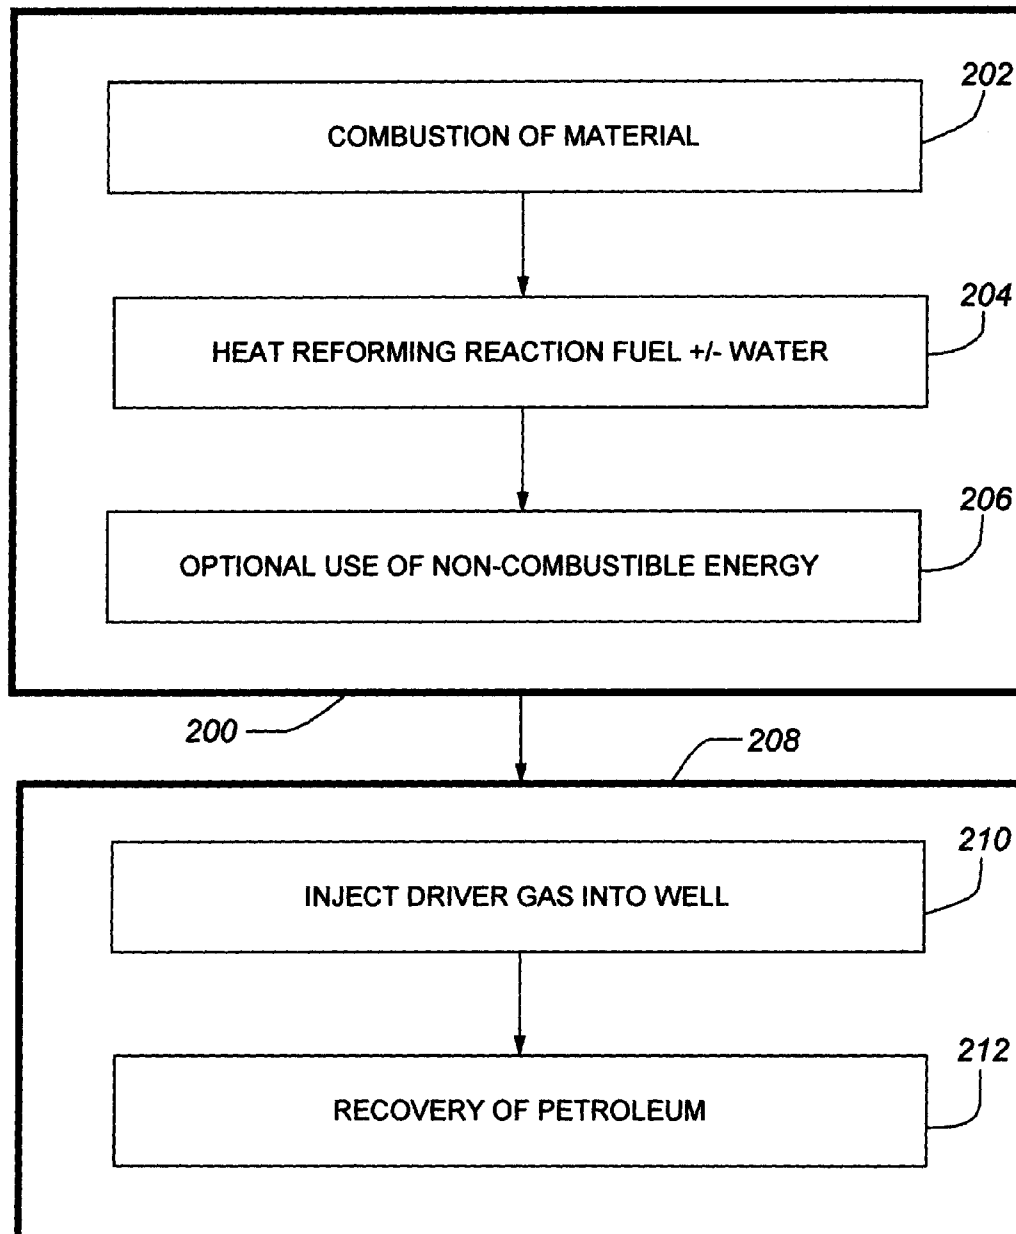 202
COMBUSTION OF MATERIAL
204
HEAT REFORMING REACTION FUEL +/- WATER
206
OPTIONAL USE OF NON-COMBUSTIBLE ENERGY
200
208
210
INJECT DRIVER GAS INTO WELL
212
RECOVERY OF PETROLEUM